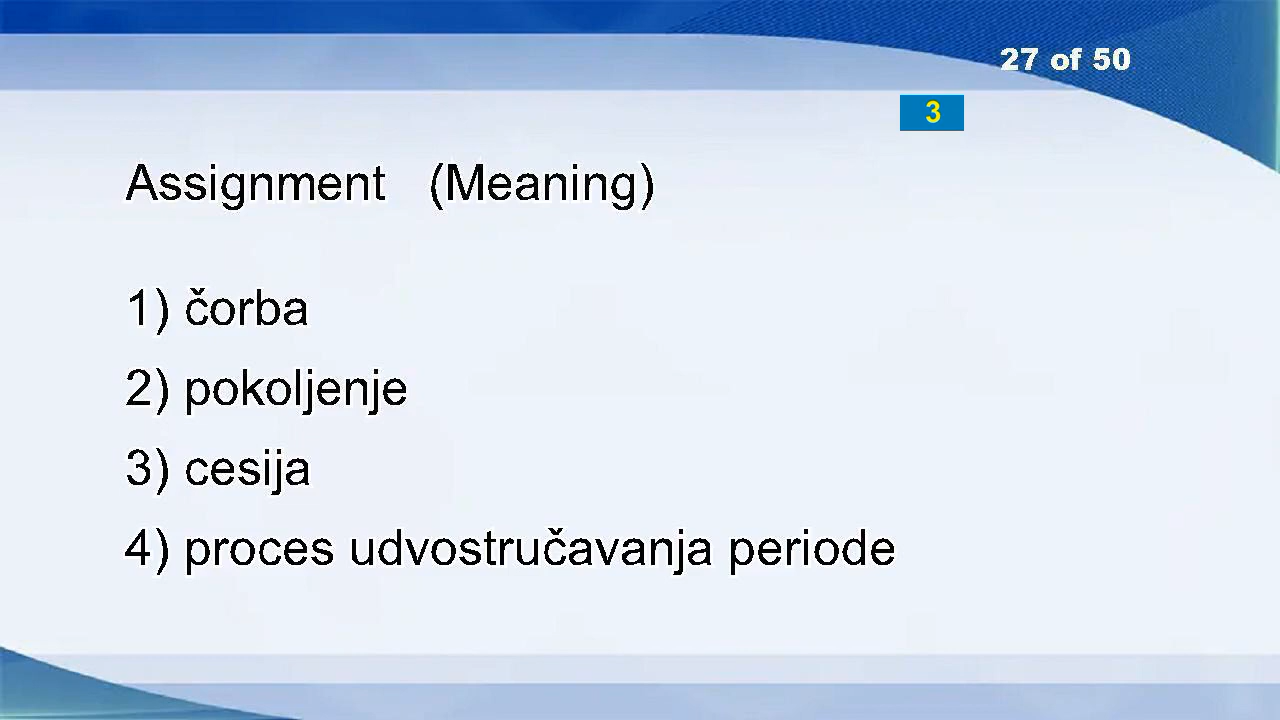 27 of 50
3
Assignment (Meaning)
1) čorba
2) pokoljenje
3) cesija
4) proces udvostručavanja periode